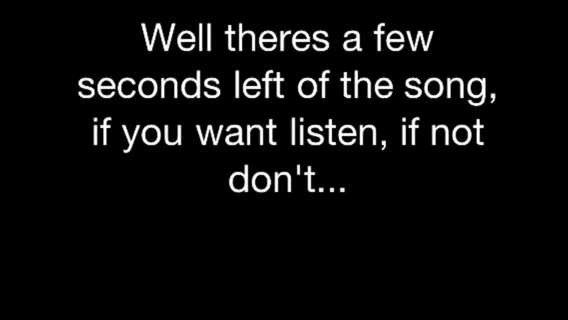 Well theres a few
seconds left of the song,
if you want listen, if not
don't...